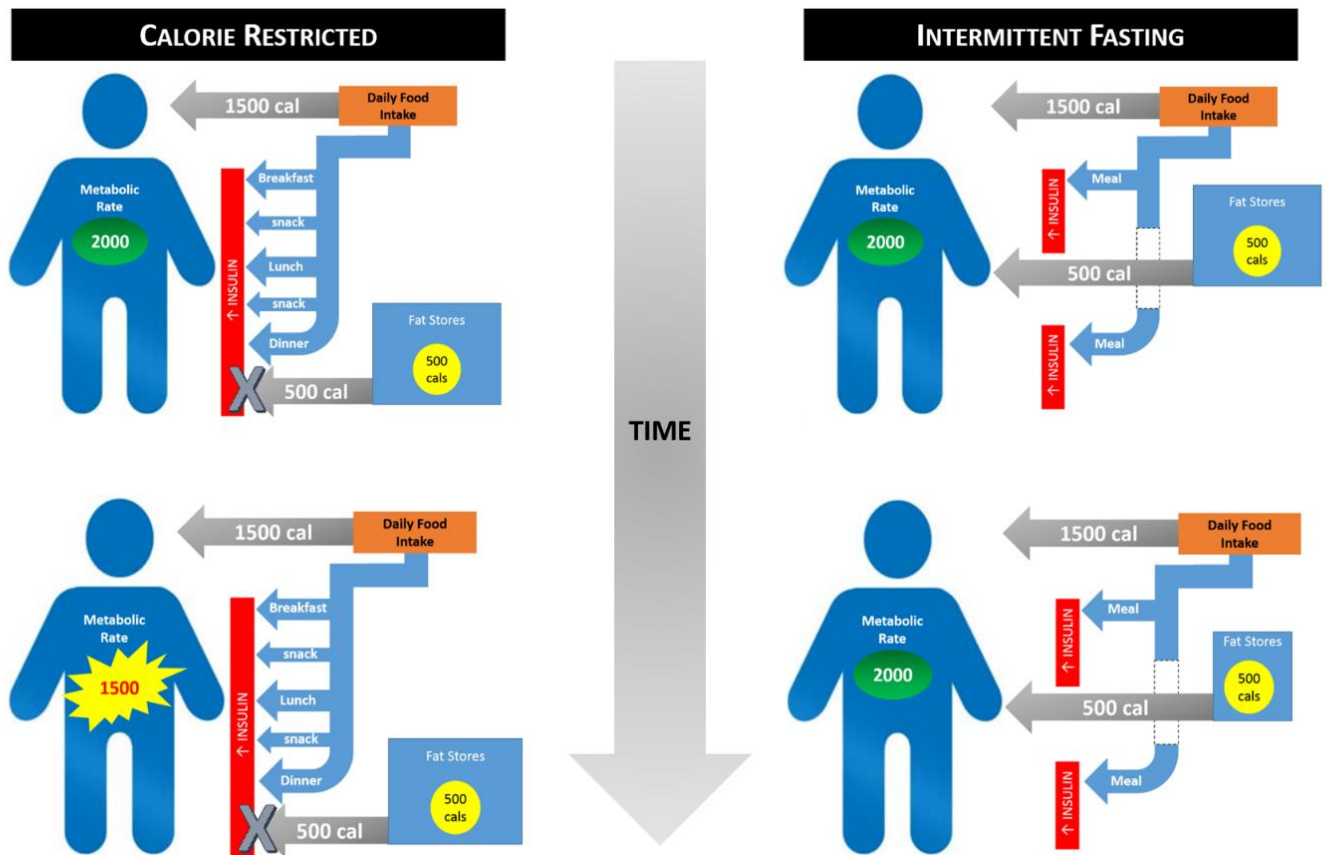 CALORIE RESTRICTED
1500 cal
Daily Food
Intake
Metabolic
Rate
2000
↑ INSULIN
Breakfast
snack
Lunch
snack
Dinner
Fat Stores
500
cals
X
500 cal
1500 cal
Daily Food
Intake
Metabolic
Rate
1500
↑ INSULIN
Breakfast
snack
Lunch
snack
Dinner
Fat Stores
500
cals
X
500 cal
TIME
INTERMITTENT FASTING
1500 cal
Daily Food
Intake
Metabolic
Rate
2000
↑ INSULIN
Meal
Fat Stores
500
cals
500 cal
↑ INSULIN
Meal
1500 cal
Daily Food
Intake
Metabolic
Rate
2000
↑ INSULIN
Meal
Fat Stores
500
cals
500 cal
↑ INSULIN
Meal